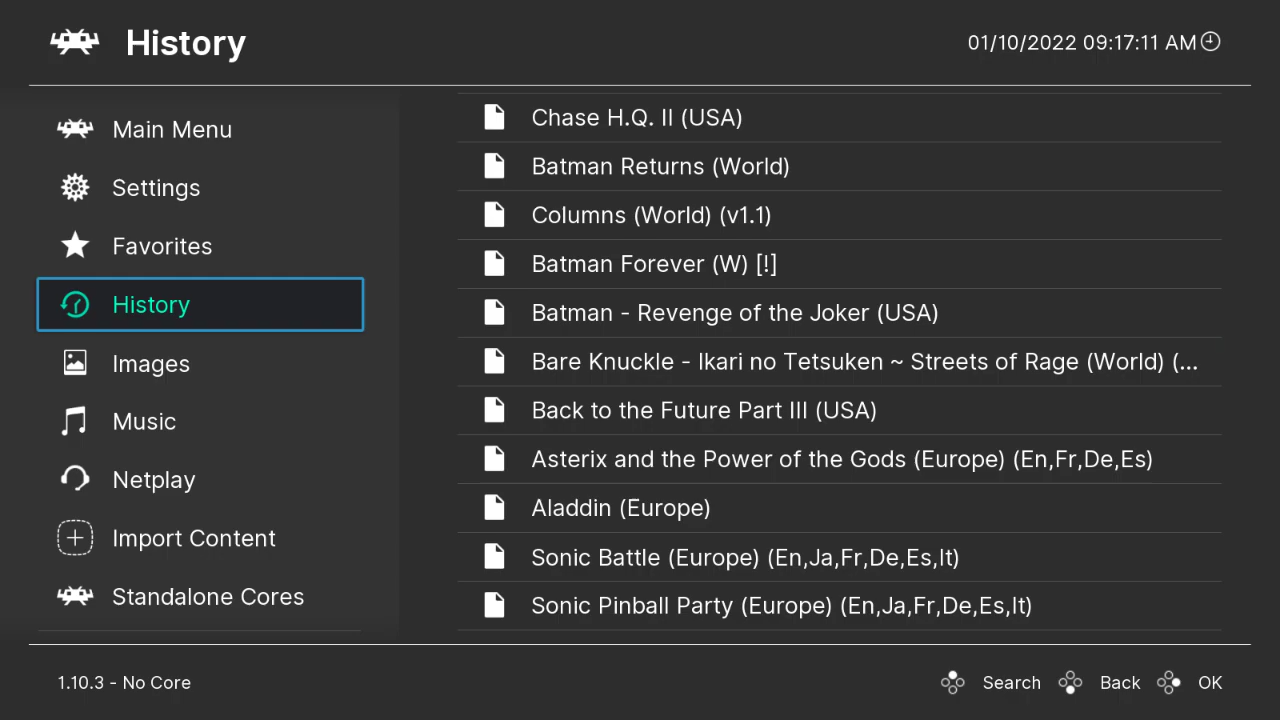 History
01/10/2022 09:17:11 AM
Main Menu
Settings
Favorites
History
Images
Music
Netplay
Import Content
Standalone Cores
Chase H.Q. II (USA)
Batman Returns (World)
Columns (World) (v1.1)
Batman Forever (W) [!]
Batman - Revenge of the Joker (USA)
Bare Knuckle - Ikari no Tetsuken ~ Streets of Rage (World) (...
Back to the Future Part III (USA)
Asterix and the Power of the Gods (Europe) (En,Fr,De,Es)
Aladdin (Europe)
Sonic Battle (Europe) (En,Ja,Fr,De,Es,It)
Sonic Pinball Party (Europe) (En,Ja,Fr,De,Es,It)
1.10.3 - No Core
Search
Back
OK